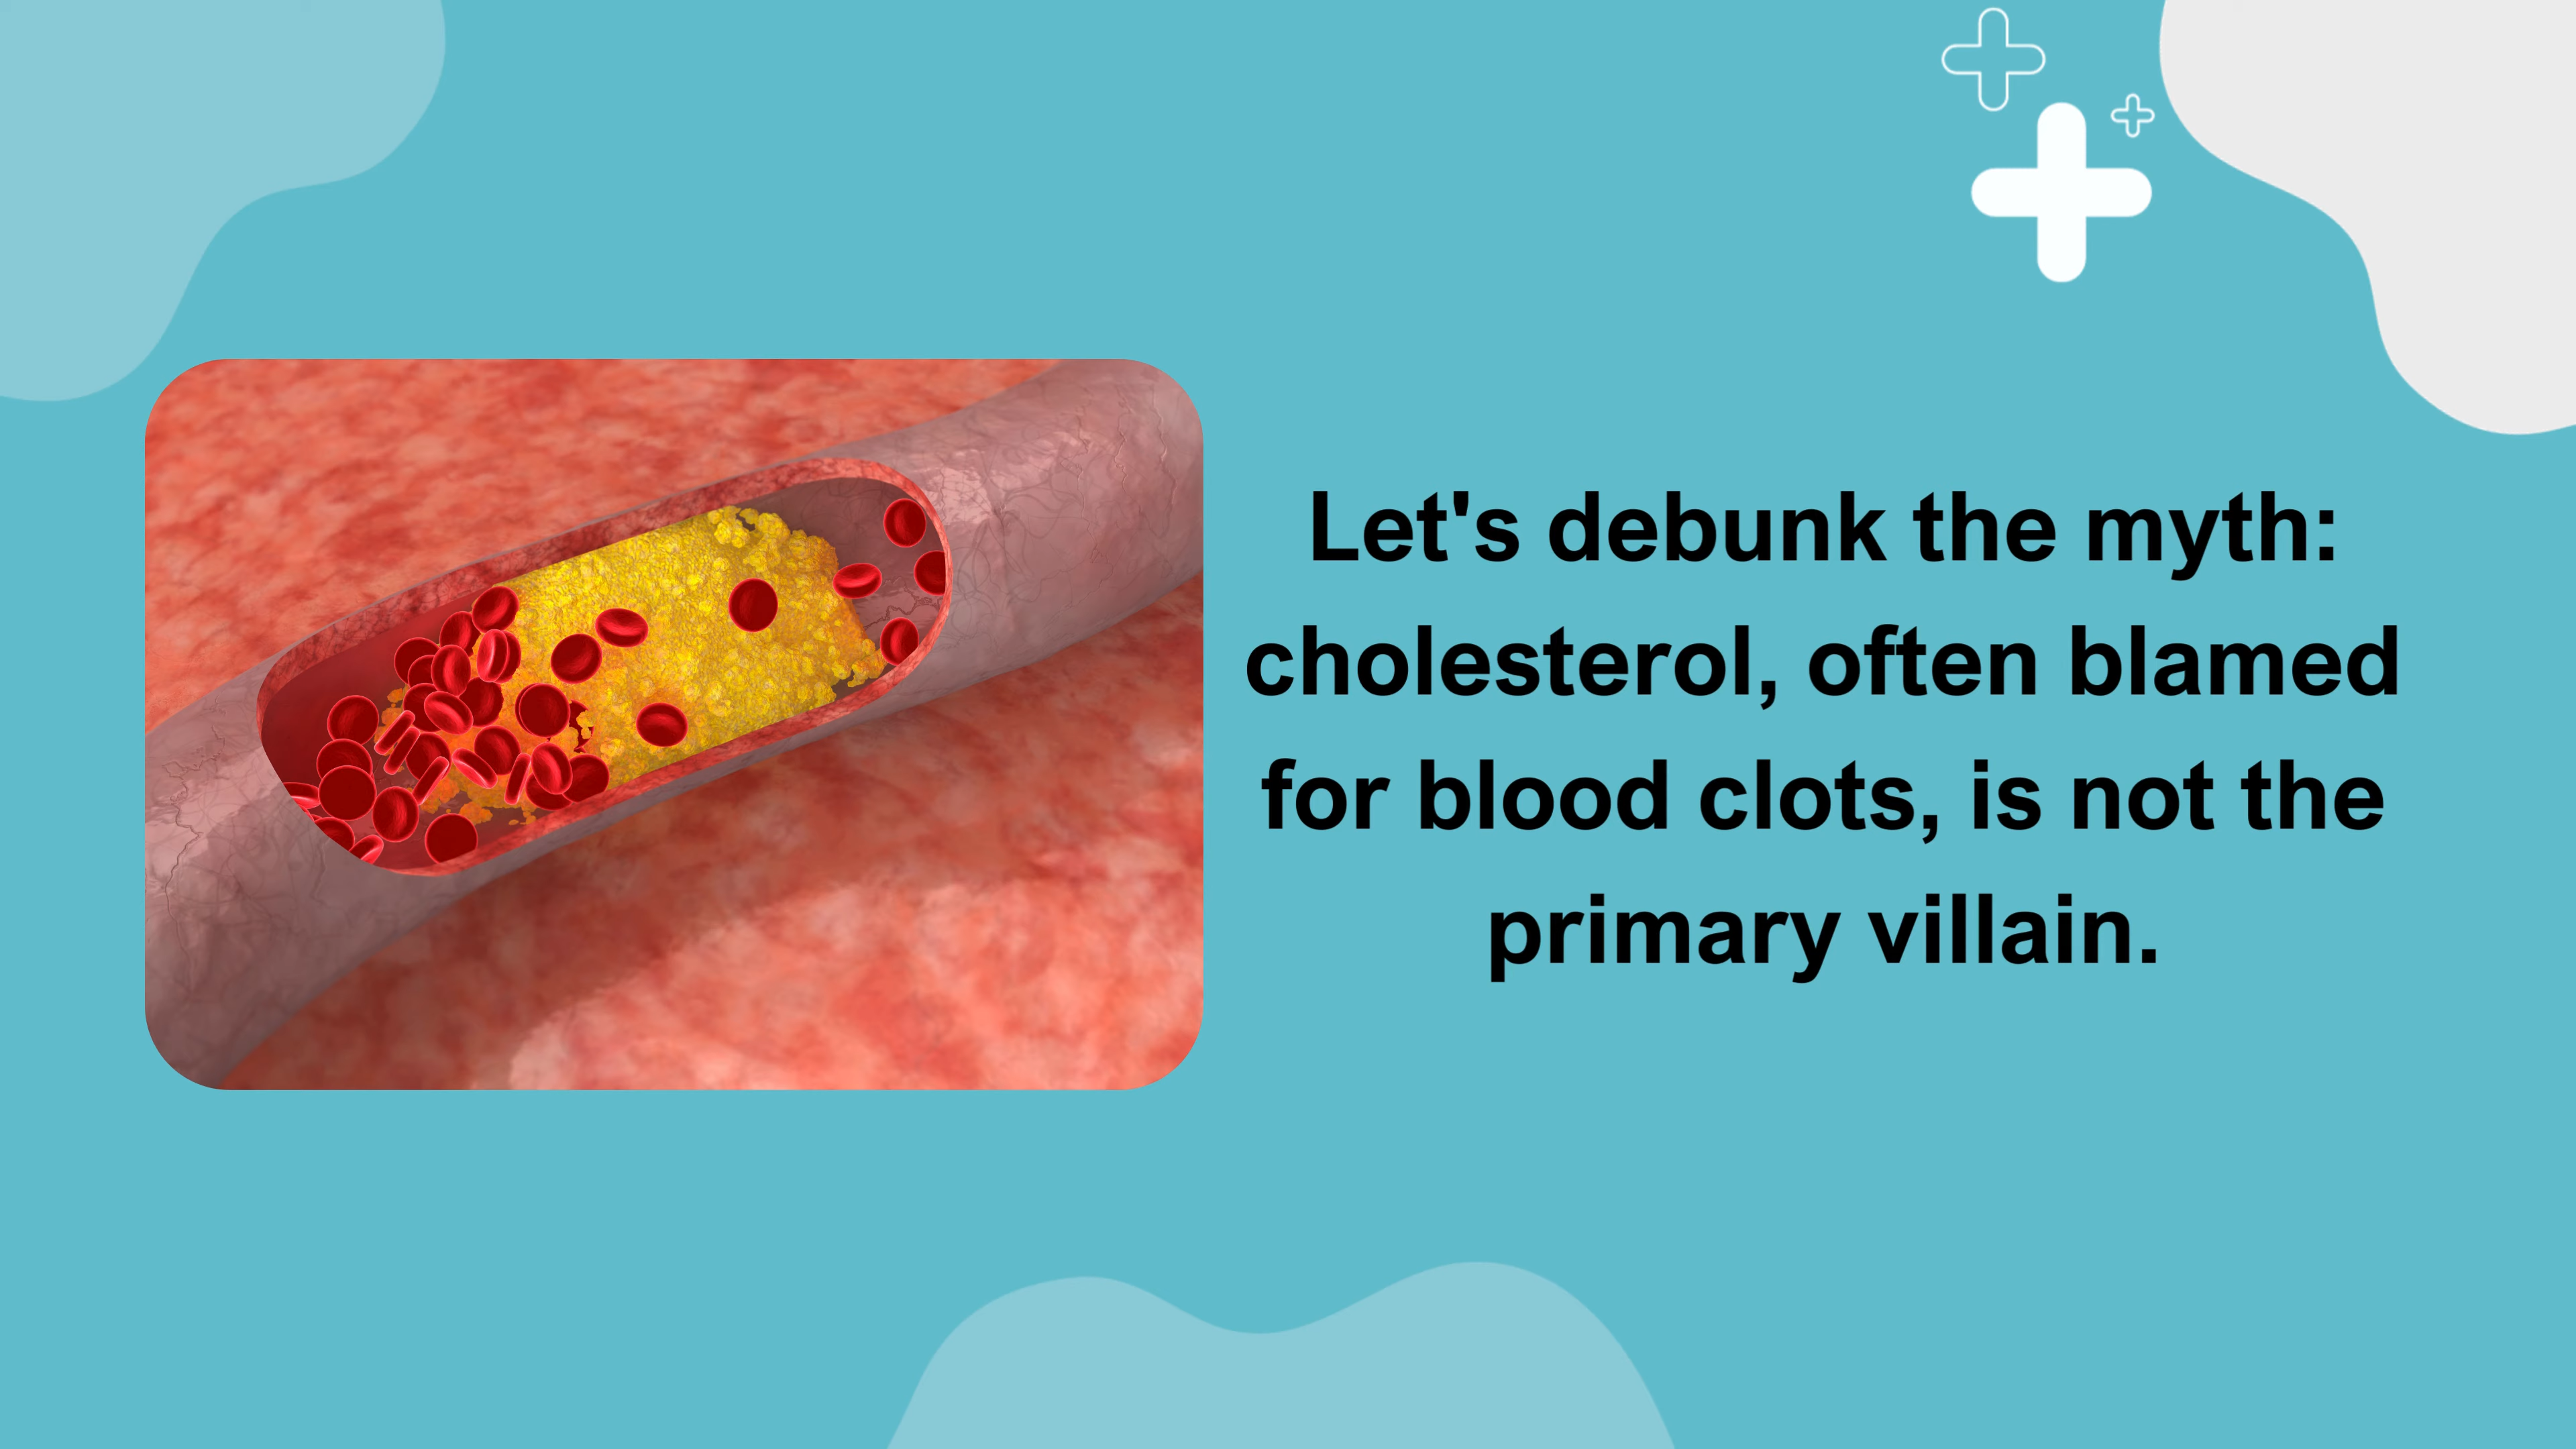 Let's debunk the myth:
cholesterol, often blamed
for blood clots, is not the
primary villain.